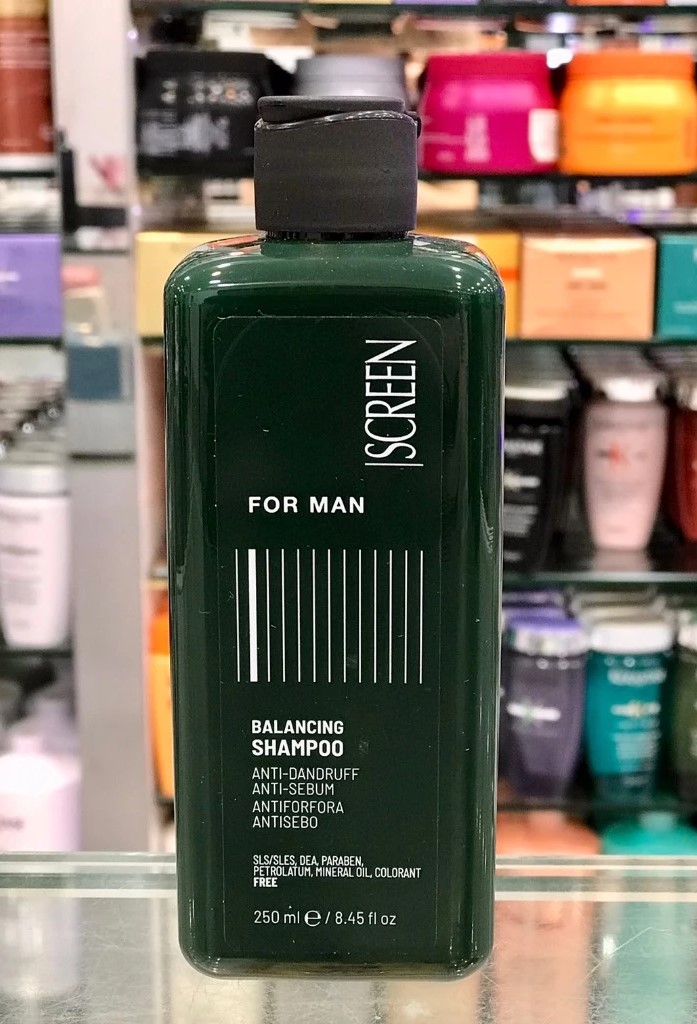 SCREEN
FOR MAN
BALANCING
SHAMPOO
ANTI-DANDRUFF
ANTI-SEBUM
ANTIFORFORA
ANTISEBO
SLS/SLES, DEA, PARABEN,
PETROLATUM, MINERAL OIL, COLORANT
FREE
250 ml ℮ / 8.45 fl oz